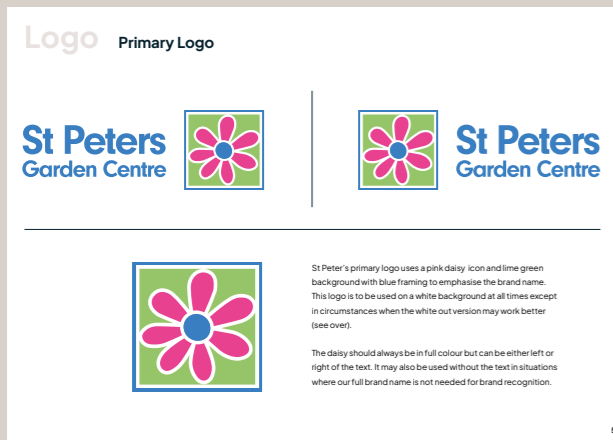 Logo Primary Logo
St Peters
Garden Centre
St Peters
Garden Centre
St Peter's primary logo uses a pink daisy icon and lime green
background with blue framing to emphasise the brand name.
This logo is to be used on a white background at all times except
in circumstances when the white out version may work better
(see over).
The daisy should always be in full colour but can be either left or
right of the text. It may also be used without the text in situations
where our full brand name is not needed for brand recognition.